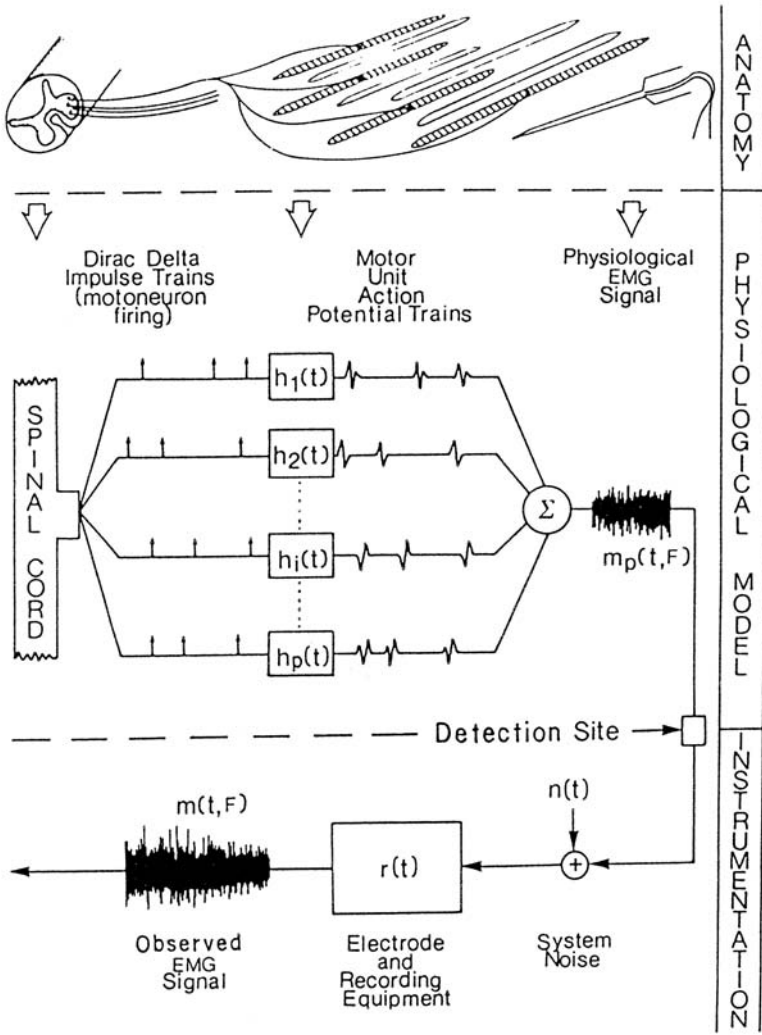 ANATOMY
Dirac Delta
Impulse Trains
(motoneuron
firing)
Motor
Unit
Action
Potential Trains
Physiological
EMG
Signal
PHYSIOLOGICAL MODEL
SPINAL CORD
h1(t)
h2(t)
hi(t)
hp(t)
Σ
mp(t,F)
Detection Site
INSTRUMENTATION
m(t,F)
r(t)
n(t)
+
Observed
EMG
Signal
Electrode
and
Recording
Equipment
System
Noise